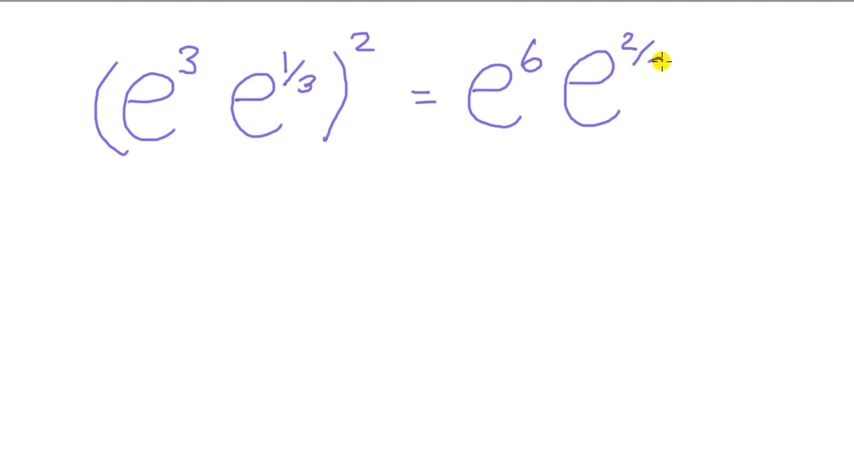 (e^3 e^1/3)^2 = e^6 e^2/